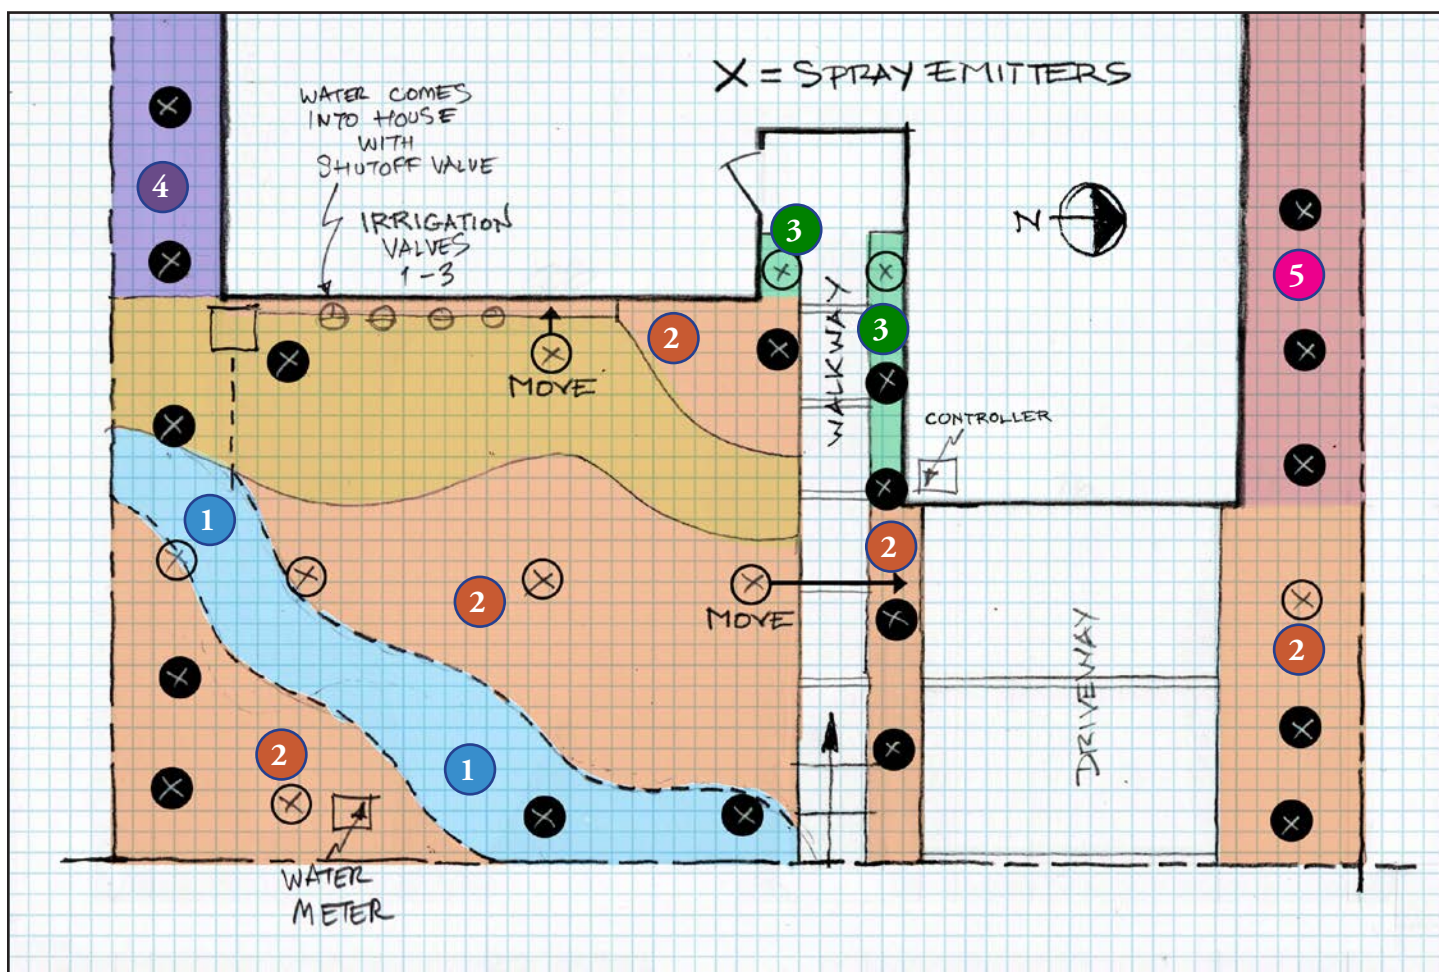 X = SPRAY EMITTERS
WATER COMES
INTO HOUSE
WITH
SHUTOFF VALVE
4
IRRIGATION
VALVES
1-3
3
N
5
2
3
WALKWAY
MOVE
CONTROLLER
1
2
2
MOVE
2
DRIVEWAY
2
1
WATER
METER